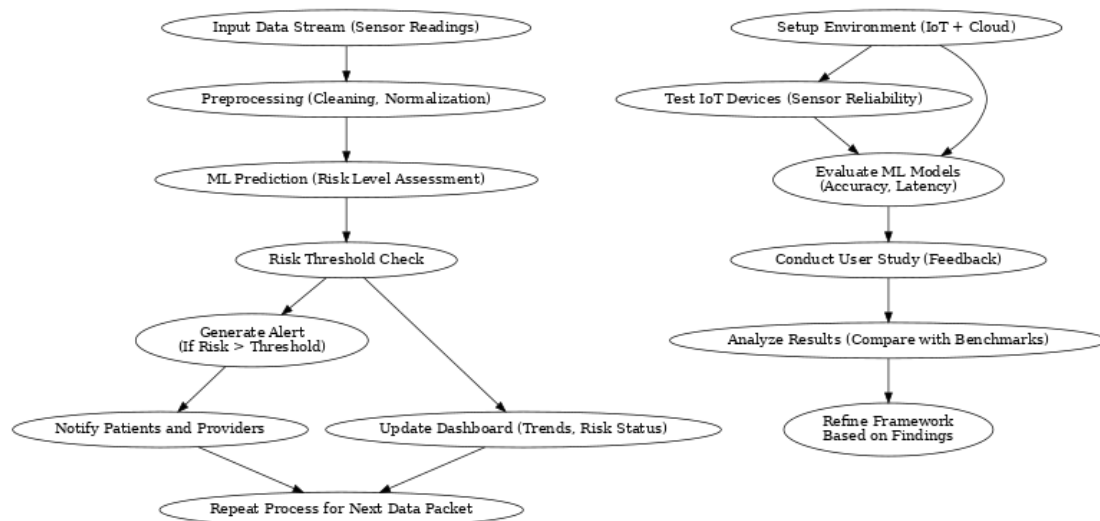 Input Data Stream (Sensor Readings)
Preprocessing (Cleaning, Normalization)
ML Prediction (Risk Level Assessment)
Risk Threshold Check
Generate Alert
(If Risk > Threshold)
Notify Patients and Providers
Update Dashboard (Trends, Risk Status)
Repeat Process for Next Data Packet
Setup Environment (IoT + Cloud)
Test IoT Devices (Sensor Reliability)
Evaluate ML Models
(Accuracy, Latency)
Conduct User Study (Feedback)
Analyze Results (Compare with Benchmarks)
Refine Framework
Based on Findings